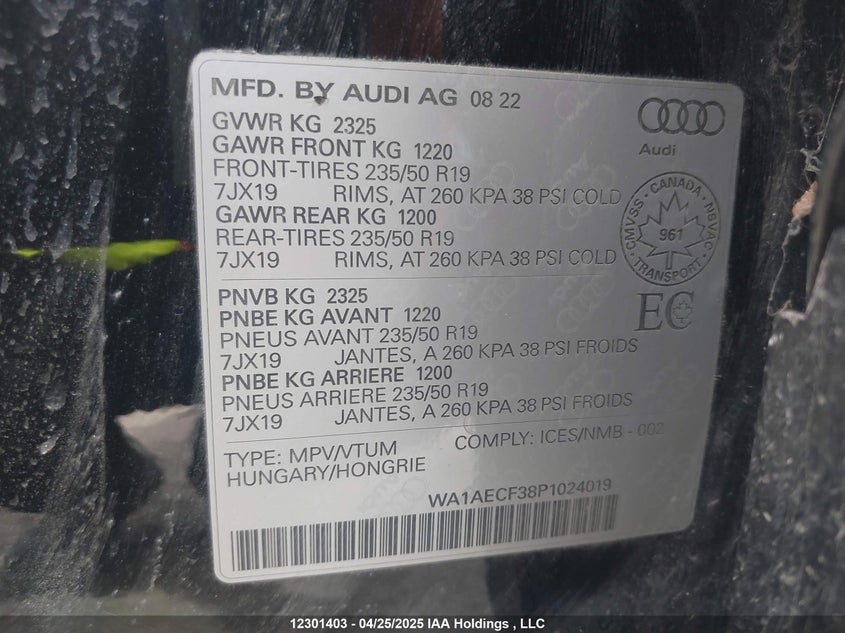 MFD. BY AUDI AG 08 22
GVWR KG 2325
GAWR FRONT KG 1220
FRONT-TIRES 235/50 R19
7JX19 RIMS, AT 260 KPA 38 PSI COLD
GAWR REAR KG 1200
REAR-TIRES 235/50 R19
7JX19 RIMS, AT 260 KPA 38 PSI COLD
Audi
CMVSS · CANADA · NSVAC
961
TRANSPORT
EC
PNVB KG 2325
PNBE KG AVANT 1220
PNEUS AVANT 235/50 R19
7JX19 JANTES, A 260 KPA 38 PSI FROIDS
PNBE KG ARRIERE 1200
PNEUS ARRIERE 235/50 R19
7JX19 JANTES, A 260 KPA 38 PSI FROIDS
TYPE: MPV/VTUM COMPLY: ICES/NMB - 002
HUNGARY/HONGRIE
WA1AECF38P1024019
12301403 - 04/25/2025 IAA Holdings , LLC